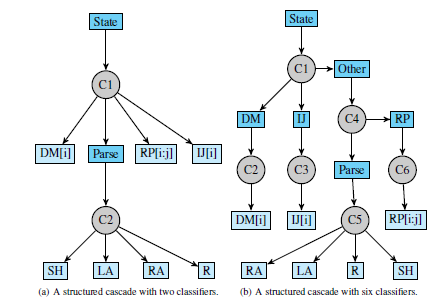 State
State
C1
C1
Other
DM
IJ
C4
RP
DM[i]
Parse
RP[i:j]
IJ[i]
C2
C3
Parse
C6
C2
DM[i]
IJ[i]
C5
RP[i:j]
SH
LA
RA
R
RA
LA
R
SH
(a) A structured cascade with two classifiers.
(b) A structured cascade with six classifiers.